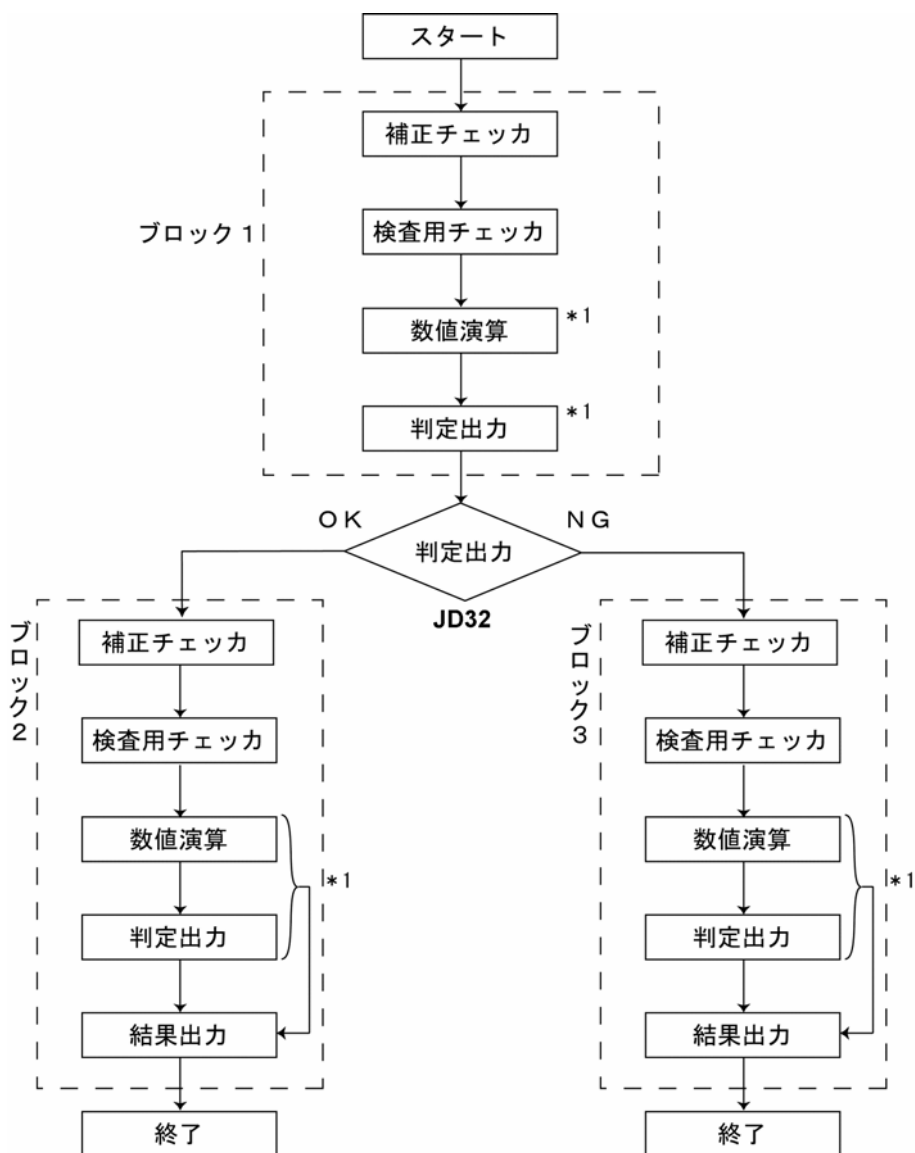 スタート
補正チェッカ
ブロック1
検査用チェッカ
数値演算
*1
判定出力
*1
OK
NG
判定出力
JD32
ブロック2
補正チェッカ
検査用チェッカ
数値演算
*1
判定出力
結果出力
終了
ブロック3
補正チェッカ
検査用チェッカ
数値演算
*1
判定出力
結果出力
終了